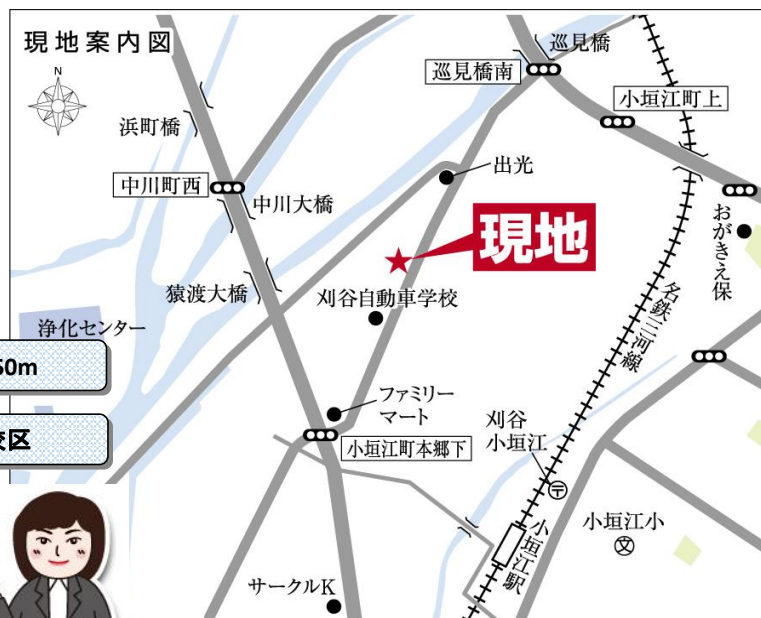 現地案内図
N
巡見橋
巡見橋南
小垣江町上
浜町橋
出光
中川町西
中川大橋
現地
おがきえ保
猿渡大橋
刈谷自動車学校
名鉄三河線
浄化センター
50m
ファミリー
マート
校区
刈谷
小垣江
〒
小垣江町本郷下
小垣江駅
小垣江小
文
サークルK